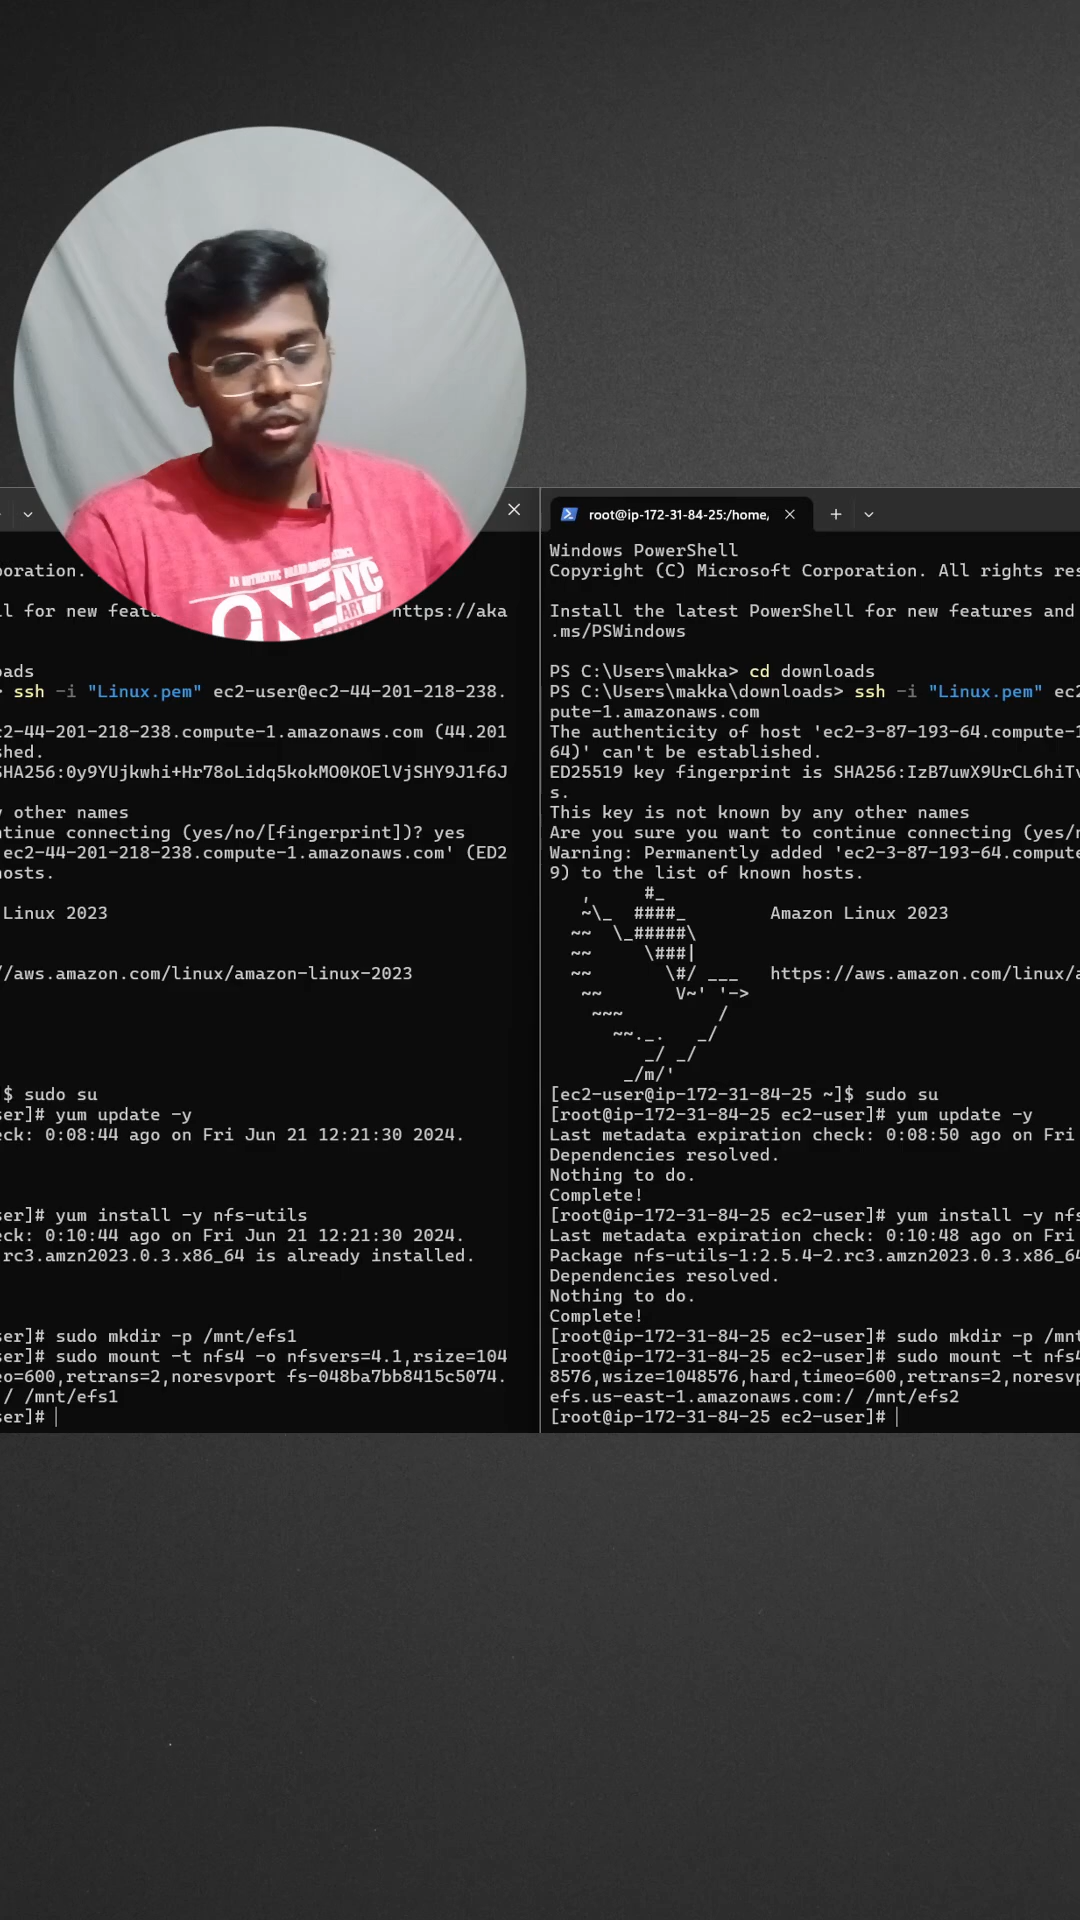 AN AUTHENTIC BRAND
ONE NYC
ART
oration.
ll for new feat
https://aka
ads
ssh -i "Linux.pem" ec2-user@ec2-44-201-218-238.
c2-44-201-218-238.compute-1.amazonaws.com (44.201
shed.
SHA256:0y9YUjkwhi+Hr78oLidq5kokMO0KOElVjSHY9J1f6J
y other names
ntinue connecting (yes/no/[fingerprint])? yes
ec2-44-201-218-238.compute-1.amazonaws.com' (ED2
hosts.
Linux 2023
//aws.amazon.com/linux/amazon-linux-2023
$ sudo su
ser]# yum update -y
eck: 0:08:44 ago on Fri Jun 21 12:21:30 2024.
ser]# yum install -y nfs-utils
eck: 0:10:44 ago on Fri Jun 21 12:21:30 2024.
rc3.amzn2023.0.3.x86_64 is already installed.
ser]# sudo mkdir -p /mnt/efs1
ser]# sudo mount -t nfs4 -o nfsvers=4.1,rsize=104
eo=600,retrans=2,noresvport fs-048ba7bb8415c5074.
/ /mnt/efs1
ser]#
root@ip-172-31-84-25:/home,
Windows PowerShell
Copyright (C) Microsoft Corporation. All rights res
Install the latest PowerShell for new features and
.ms/PSWindows
PS C:\Users\makka> cd downloads
PS C:\Users\makka\downloads> ssh -i "Linux.pem" ec2
pute-1.amazonaws.com
The authenticity of host 'ec2-3-87-193-64.compute-1
64)' can't be established.
ED25519 key fingerprint is SHA256:IzB7uwX9UrCL6hiTv
s.
This key is not known by any other names
Are you sure you want to continue connecting (yes/n
Warning: Permanently added 'ec2-3-87-193-64.compute
9) to the list of known hosts.
   ,     #_
   ~\_  ####_        Amazon Linux 2023
  ~~  \_#####\
  ~~     \###|
  ~~       \#/ ___   https://aws.amazon.com/linux/a
   ~~       V~' '->
    ~~~         /
      ~~._.   _/
         _/ _/
       _/m/'
[ec2-user@ip-172-31-84-25 ~]$ sudo su
[root@ip-172-31-84-25 ec2-user]# yum update -y
Last metadata expiration check: 0:08:50 ago on Fri
Dependencies resolved.
Nothing to do.
Complete!
[root@ip-172-31-84-25 ec2-user]# yum install -y nfs
Last metadata expiration check: 0:10:48 ago on Fri
Package nfs-utils-1:2.5.4-2.rc3.amzn2023.0.3.x86_64
Dependencies resolved.
Nothing to do.
Complete!
[root@ip-172-31-84-25 ec2-user]# sudo mkdir -p /mnt
[root@ip-172-31-84-25 ec2-user]# sudo mount -t nfs4
8576,wsize=1048576,hard,timeo=600,retrans=2,noresvp
efs.us-east-1.amazonaws.com:/ /mnt/efs2
[root@ip-172-31-84-25 ec2-user]#